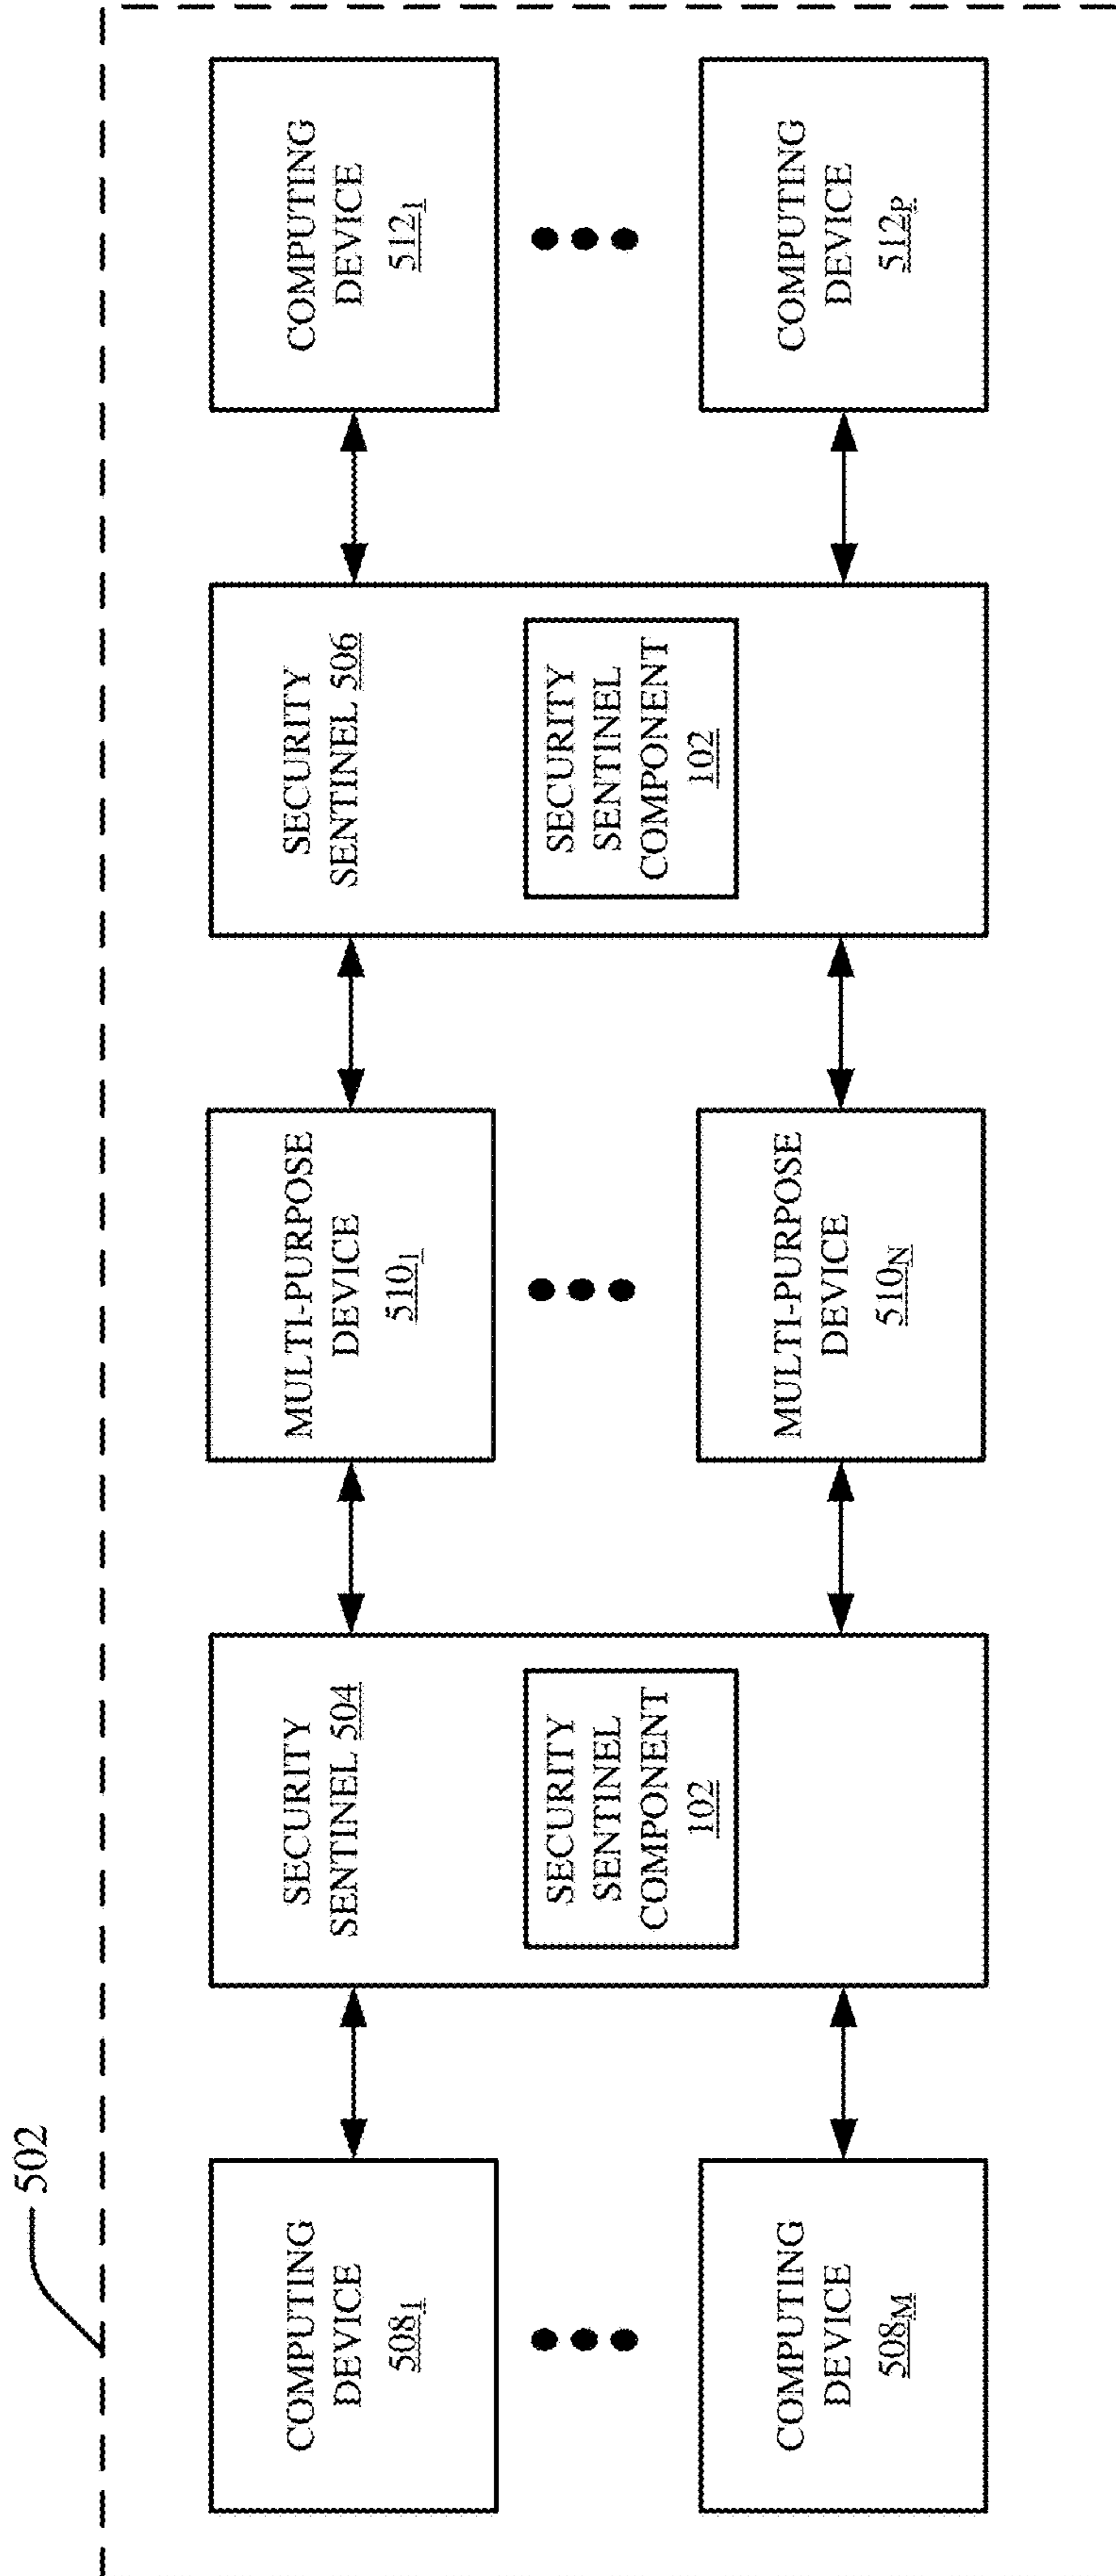 502
COMPUTING
DEVICE
508₁
COMPUTING
DEVICE
508M
SECURITY
SENTINEL 504
SECURITY
SENTINEL
COMPONENT
102
MULTI-PURPOSE
DEVICE
510₁
MULTI-PURPOSE
DEVICE
510N
SECURITY
SENTINEL 506
SECURITY
SENTINEL
COMPONENT
102
COMPUTING
DEVICE
512₁
COMPUTING
DEVICE
512P